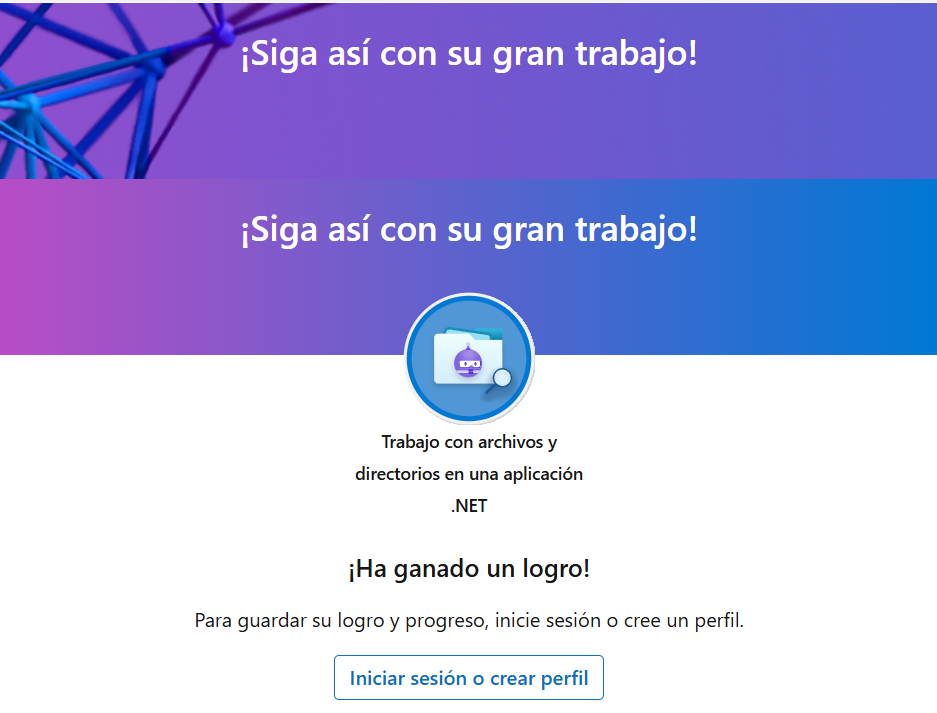 ¡Siga así con su gran trabajo!
¡Siga así con su gran trabajo!
Trabajo con archivos y
directorios en una aplicación
.NET
¡Ha ganado un logro!
Para guardar su logro y progreso, inicie sesión o cree un perfil.
Iniciar sesión o crear perfil